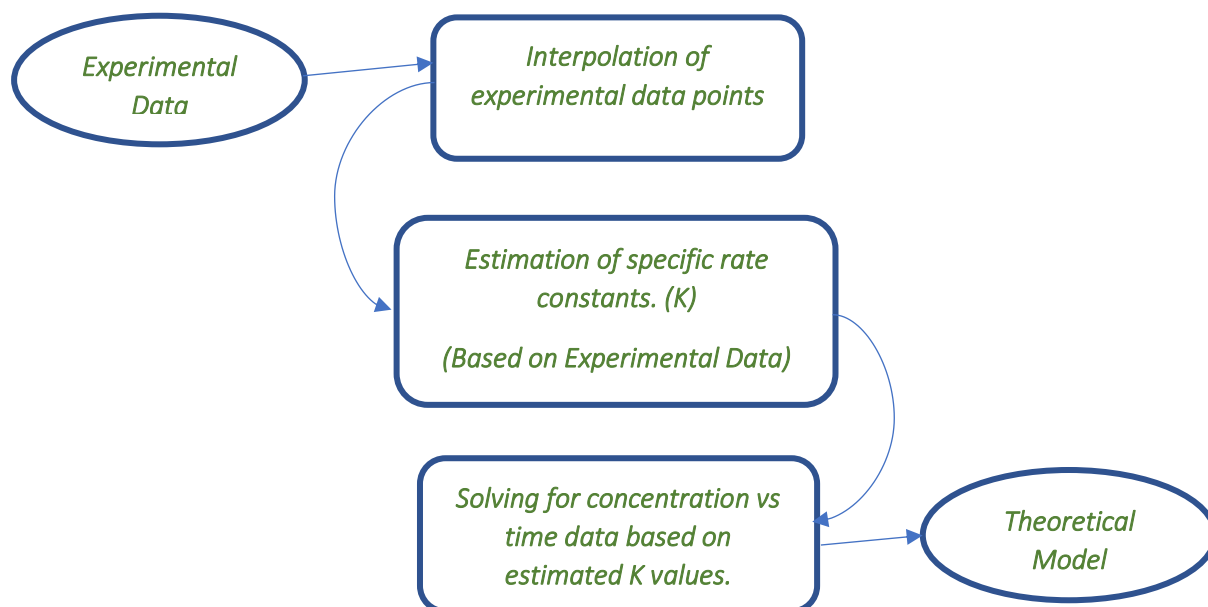 Experimental
Data
Interpolation of
experimental data points
Estimation of specific rate
constants. (K)
(Based on Experimental Data)
Solving for concentration vs
time data based on
estimated K values.
Theoretical
Model